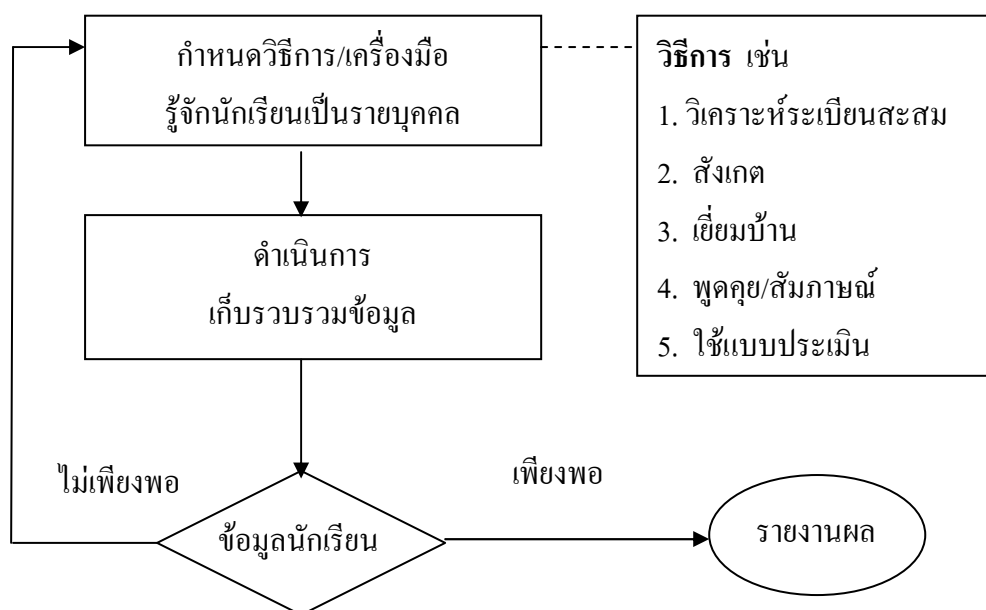 กำหนดวิธีการ/เครื่องมือ
รู้จักนักเรียนเป็นรายบุคคล
วิธีการ เช่น
1. วิเคราะห์ระเบียนสะสม
2. สังเกต
3. เยี่ยมบ้าน
4. พูดคุย/สัมภาษณ์
5. ใช้แบบประเมิน
ดำเนินการ
เก็บรวบรวมข้อมูล
ไม่เพียงพอ
เพียงพอ
ข้อมูลนักเรียน
รายงานผล